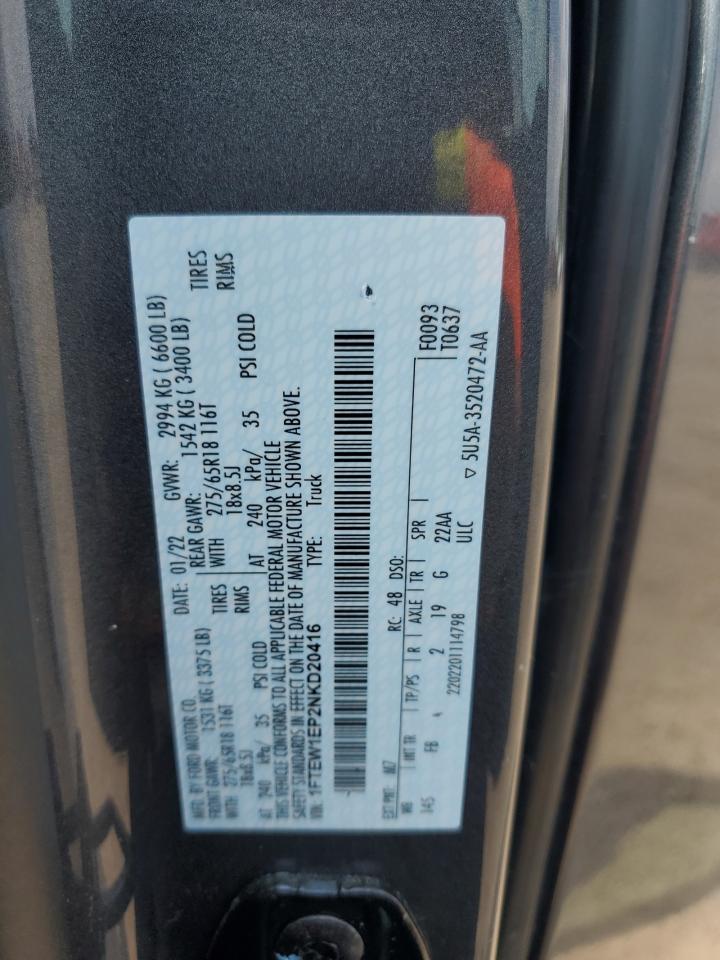 MFD. BY FORD MOTOR CO. DATE: 01/22 GVWR: 2994 KG ( 6600 LB)
FRONT GAWR: 1531 KG ( 3375 LB) REAR GAWR: 1542 KG ( 3400 LB)
WITH 275/65R18 116T TIRES WITH 275/65R18 116T TIRES
18x8.5J RIMS 18x8.5J RIMS
AT 240 kPa/ 35 PSI COLD AT 240 kPa/ 35 PSI COLD
THIS VEHICLE CONFORMS TO ALL APPLICABLE FEDERAL MOTOR VEHICLE
SAFETY STANDARDS IN EFFECT ON THE DATE OF MANUFACTURE SHOWN ABOVE.
VIN: 1FTEW1EP2NKD20416 TYPE: Truck
F0093
T0637
EXT PNT: RC: 48 DSO:
WB INT TR TP/PS R AXLE TR SPR
145 FB 2 19 G 22AA
ULC
2202201114798 5U5A-3520472-AA